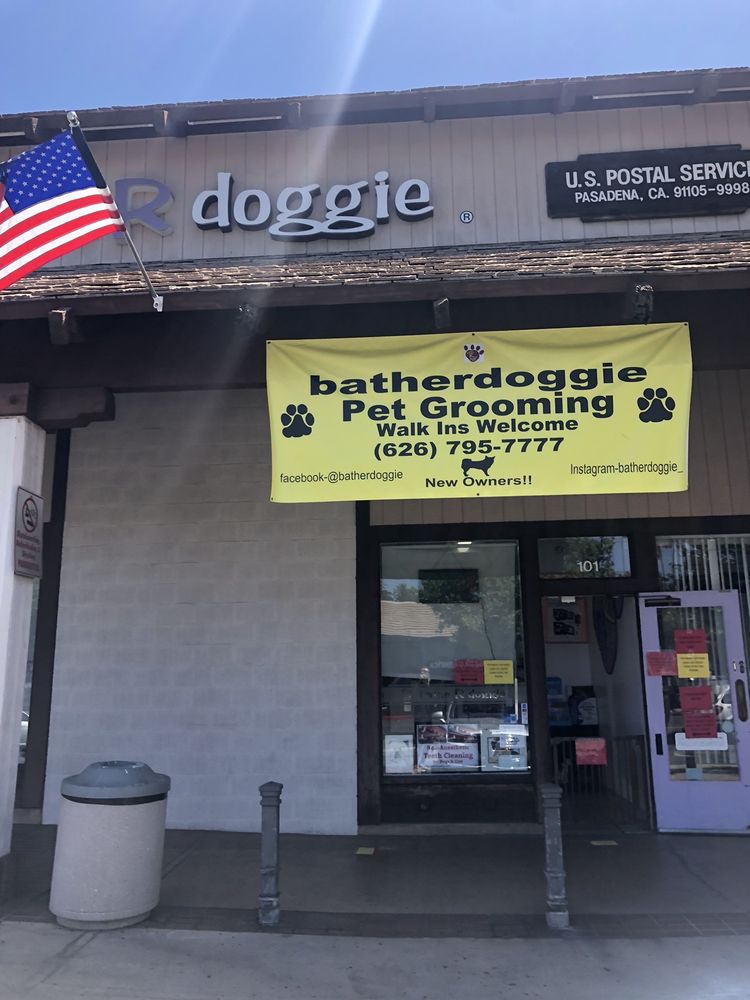 R doggie ®
U.S. POSTAL SERVICE
PASADENA, CA. 91105-9998
batherdoggie
Pet Grooming
Walk Ins Welcome
(626) 795-7777
facebook-@batherdoggie
Instagram-batherdoggie_
New Owners!!
101
Teeth Cleaning